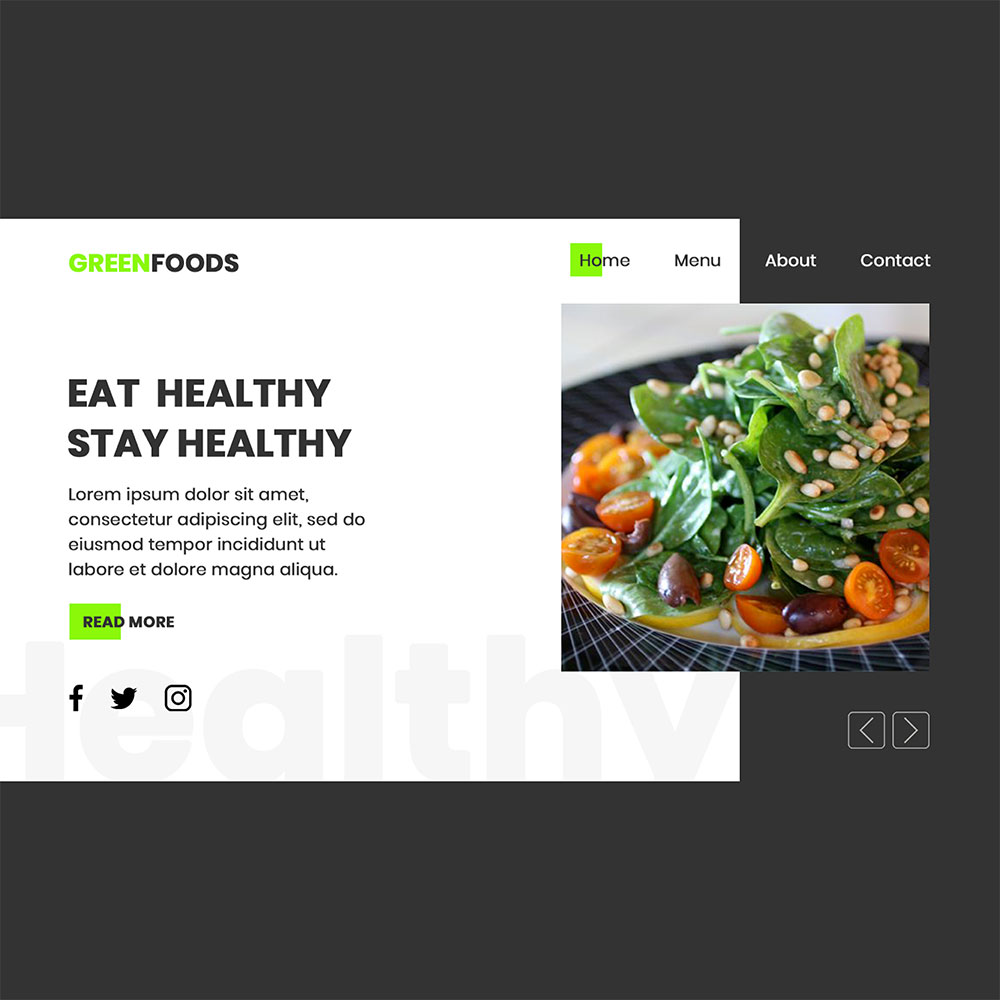 GREENFOODS
Home Menu About Contact
EAT HEALTHY
STAY HEALTHY
Lorem ipsum dolor sit amet,
consectetur adipiscing elit, sed do
eiusmod tempor incididunt ut
labore et dolore magna aliqua.
READ MORE
Healthy